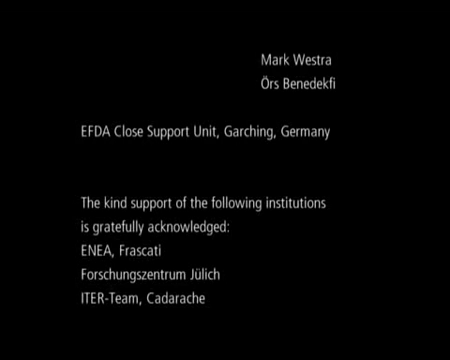 Mark Westra
Örs Benedekfi
EFDA Close Support Unit, Garching, Germany
The kind support of the following institutions
is gratefully acknowledged:
ENEA, Frascati
Forschungszentrum Jülich
ITER-Team, Cadarache